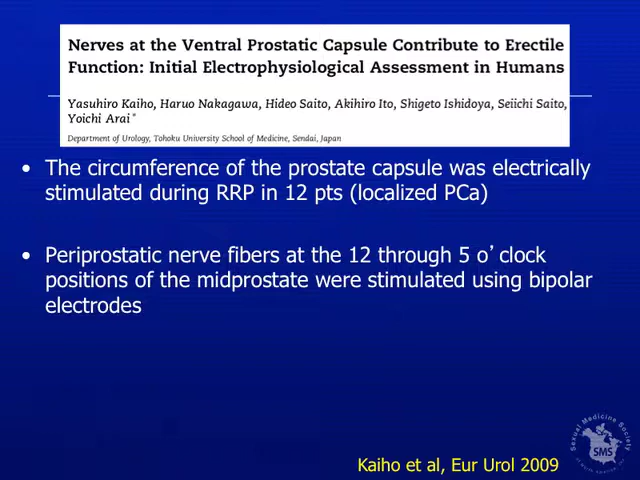 Nerves at the Ventral Prostatic Capsule Contribute to Erectile
Function: Initial Electrophysiological Assessment in Humans
Yasuhiro Kaiho, Haruo Nakagawa, Hideo Saito, Akihiro Ito, Shigeto Ishidoya, Seiichi Saito,
Yoichi Arai *
Department of Urology, Tohoku University School of Medicine, Sendai, Japan
• The circumference of the prostate capsule was electrically
stimulated during RRP in 12 pts (localized PCa)
• Periprostatic nerve fibers at the 12 through 5 o’ clock
positions of the midprostate were stimulated using bipolar
electrodes
Sexual Medicine Society
SMS
Kaiho et al, Eur Urol 2009